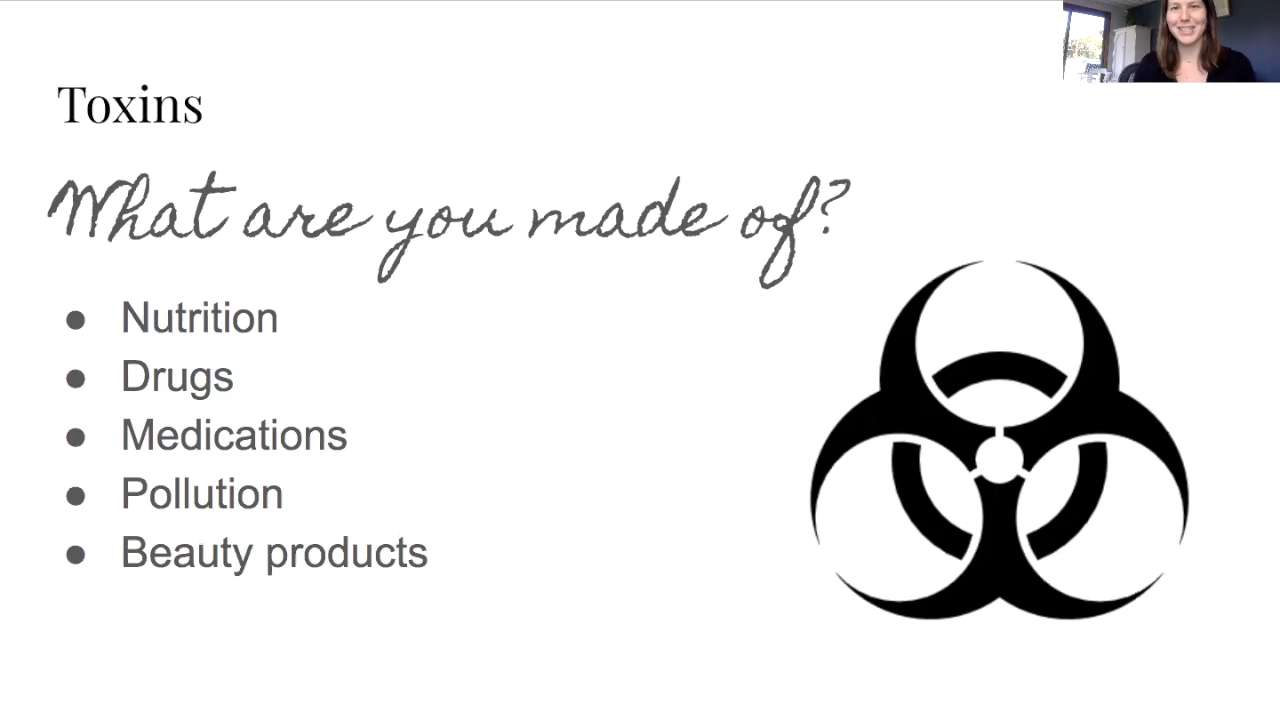 Toxins
What are you made of?
● Nutrition
● Drugs
● Medications
● Pollution
● Beauty products